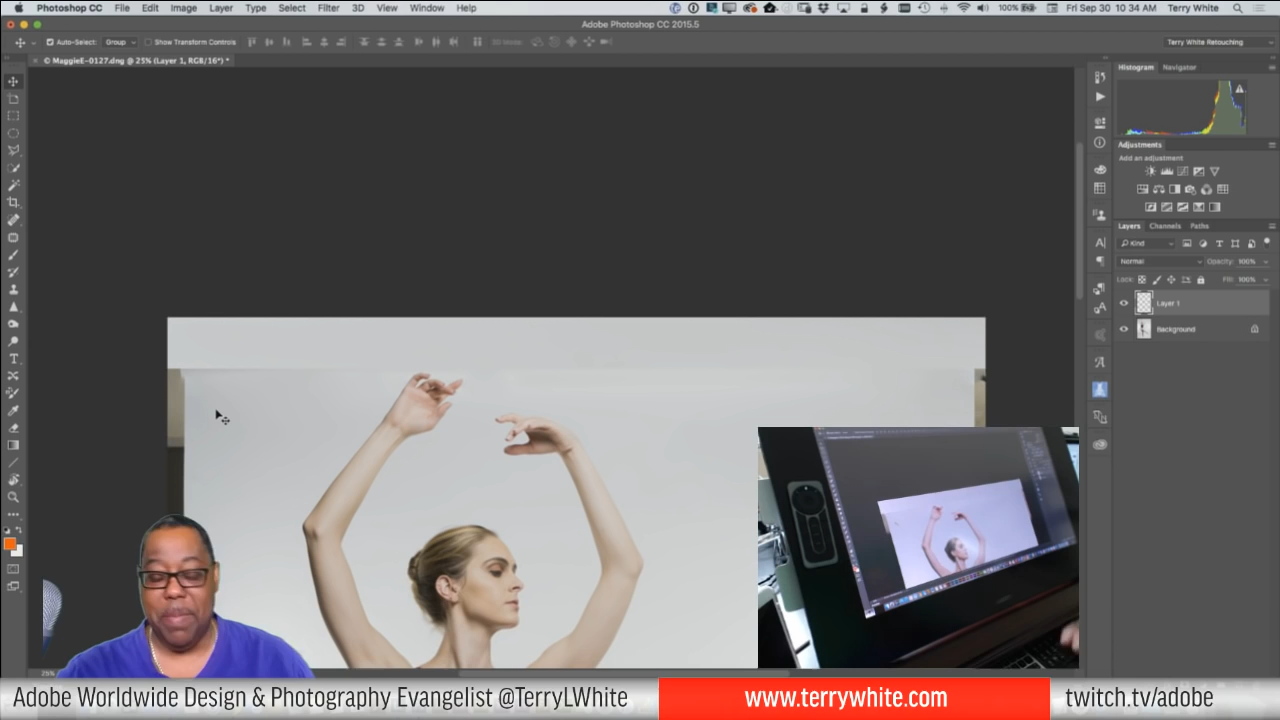 Photoshop CC File Edit Image Layer Type Select Filter 3D View Window Help 100% Fri Sep 30 10:34 AM Terry White
Adobe Photoshop CC 2015.5
Auto-Select: Group Show Transform Controls 3D Mode: Terry White Retouching
© MaggieE-0127.dng @ 25% (Layer 1, RGB/16*) *
Histogram Navigator
Adjustments
Add an adjustment
Layers Channels Paths
Kind
Normal Opacity: 100%
Lock: Fill: 100%
Layer 1
Background
25%
Adobe Worldwide Design & Photography Evangelist @TerryLWhite
www.terrywhite.com
twitch.tv/adobe